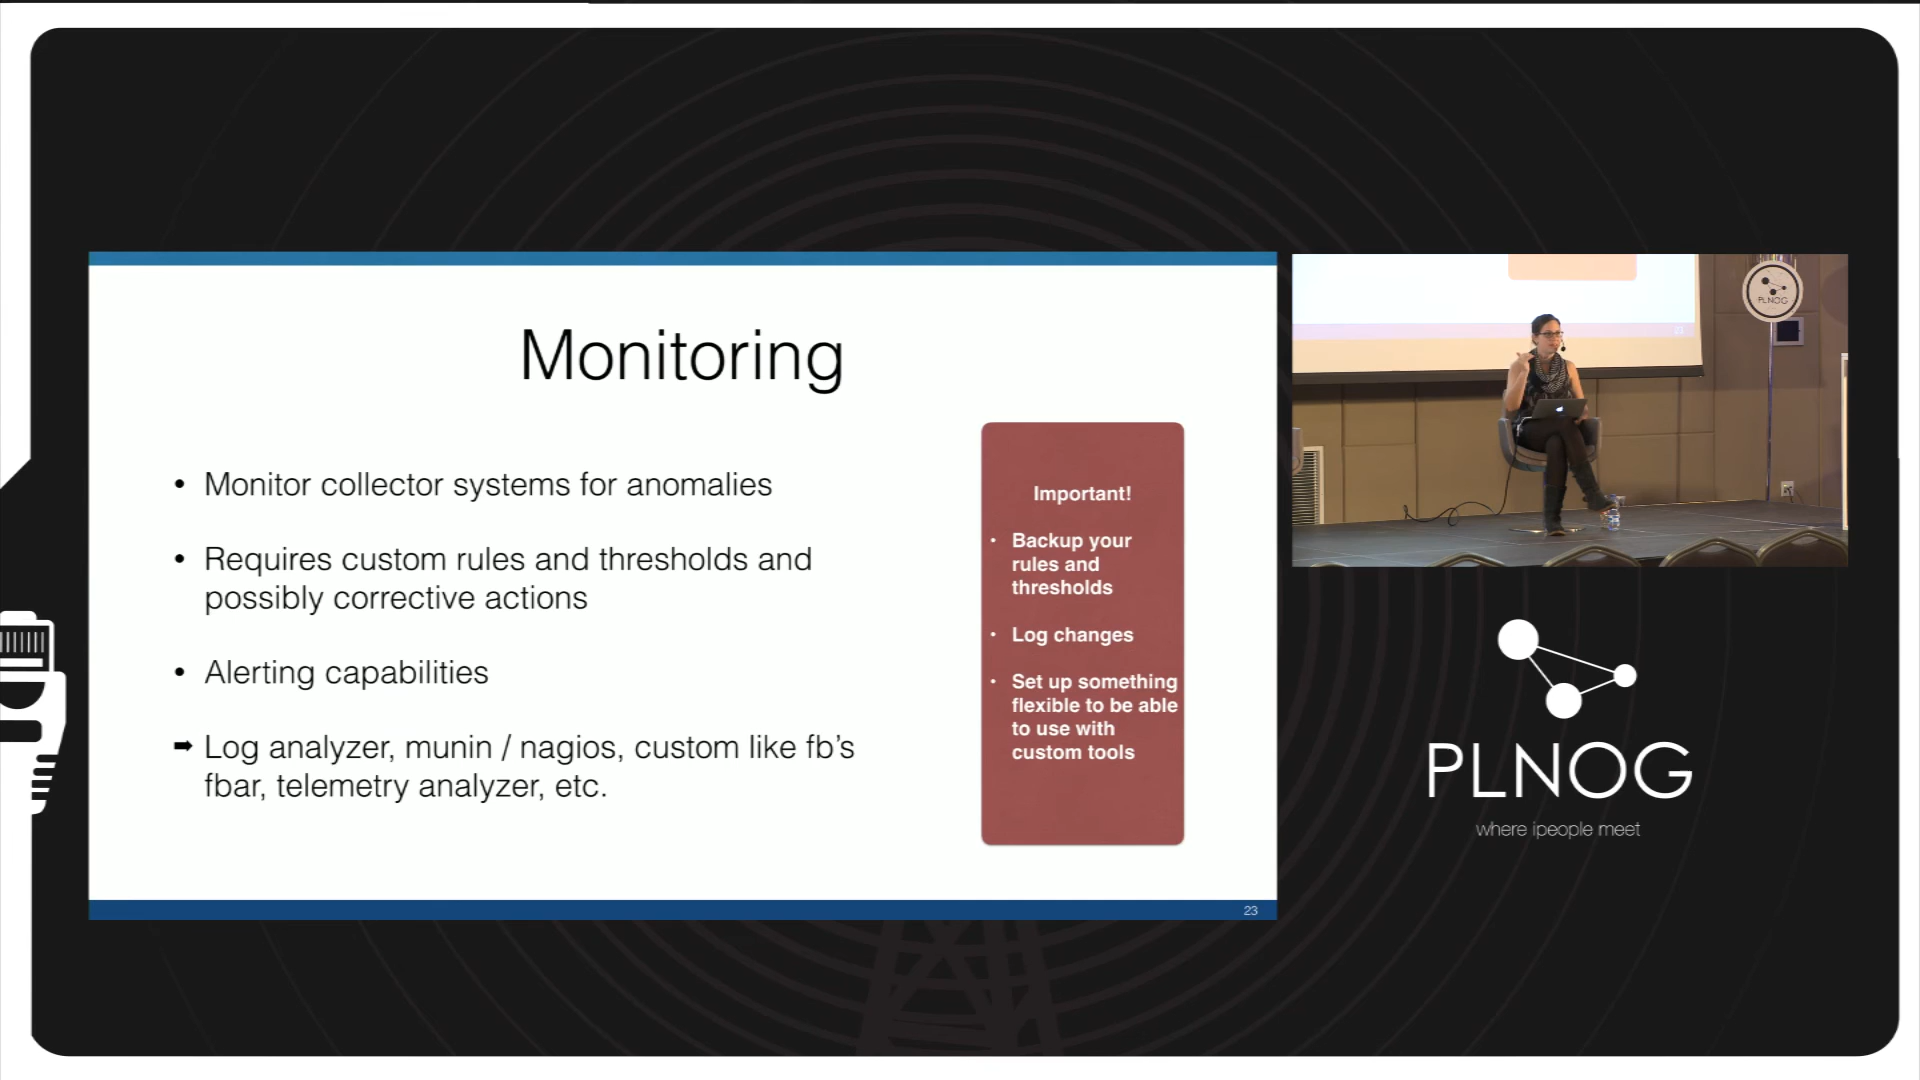 Monitoring
• Monitor collector systems for anomalies
• Requires custom rules and thresholds and
possibly corrective actions
• Alerting capabilities
➡ Log analyzer, munin / nagios, custom like fb’s
fbar, telemetry analyzer, etc.
Important!
• Backup your
rules and
thresholds
• Log changes
• Set up something
flexible to be able
to use with
custom tools
23
PLNOG
PLNOG
where ipeople meet